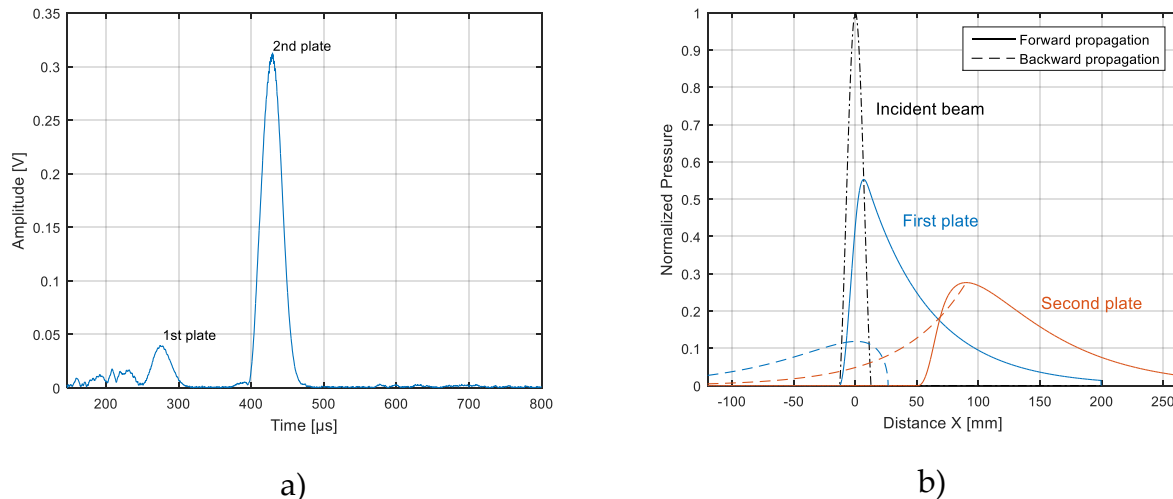 0.35
0.3
0.25
0.2
0.15
0.1
0.05
0
Amplitude [V]
2nd plate
1st plate
200 300 400 500 600 700 800
Time [µs]
a)
1
0.9
0.8
0.7
0.6
0.5
0.4
0.3
0.2
0.1
0
Normalized Pressure
Forward propagation
Backward propagation
Incident beam
First plate
Second plate
-100 -50 0 50 100 150 200 250
Distance X [mm]
b)